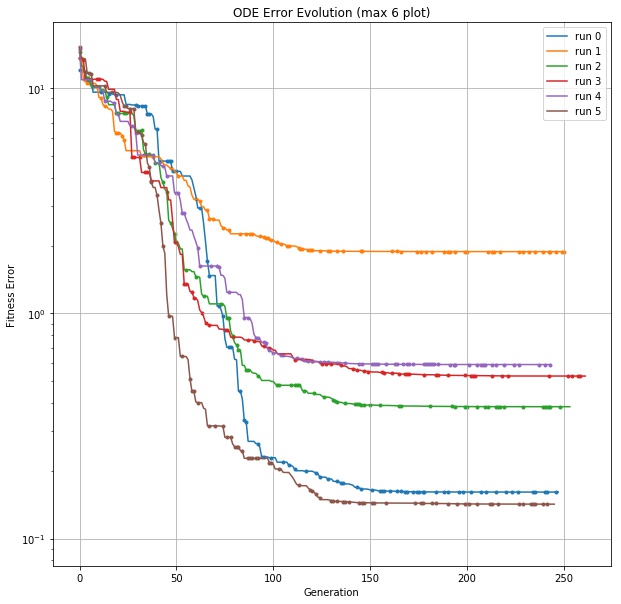 ODE Error Evolution (max 6 plot)
run 0
run 1
run 2
run 3
run 4
run 5
10¹
10⁰
10⁻¹
Fitness Error
0
50
100
150
200
250
Generation